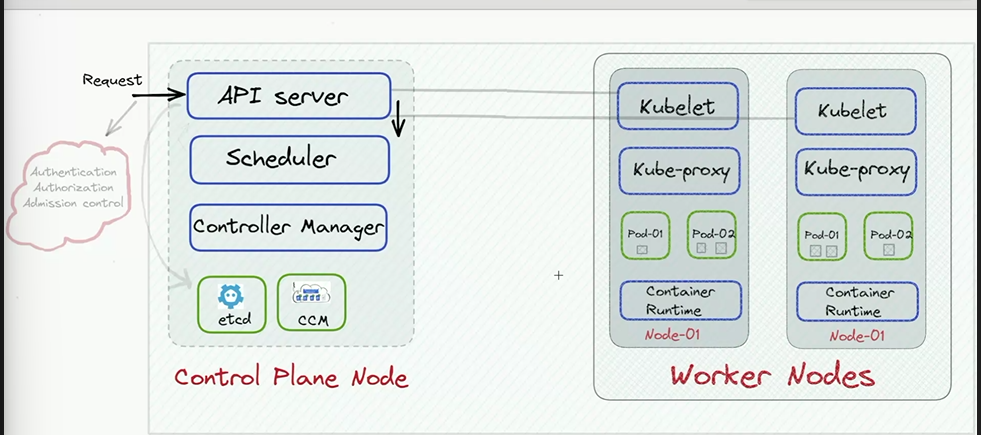 Request
API server
Scheduler
Controller Manager
etcd
CCM
Authentication
Authorization
Admission control
Control Plane Node
Kubelet
Kube-proxy
Pod-01
Pod-02
Container
Runtime
Node-01
Kubelet
Kube-proxy
Pod-01
Pod-02
Container
Runtime
Node-01
Worker Nodes